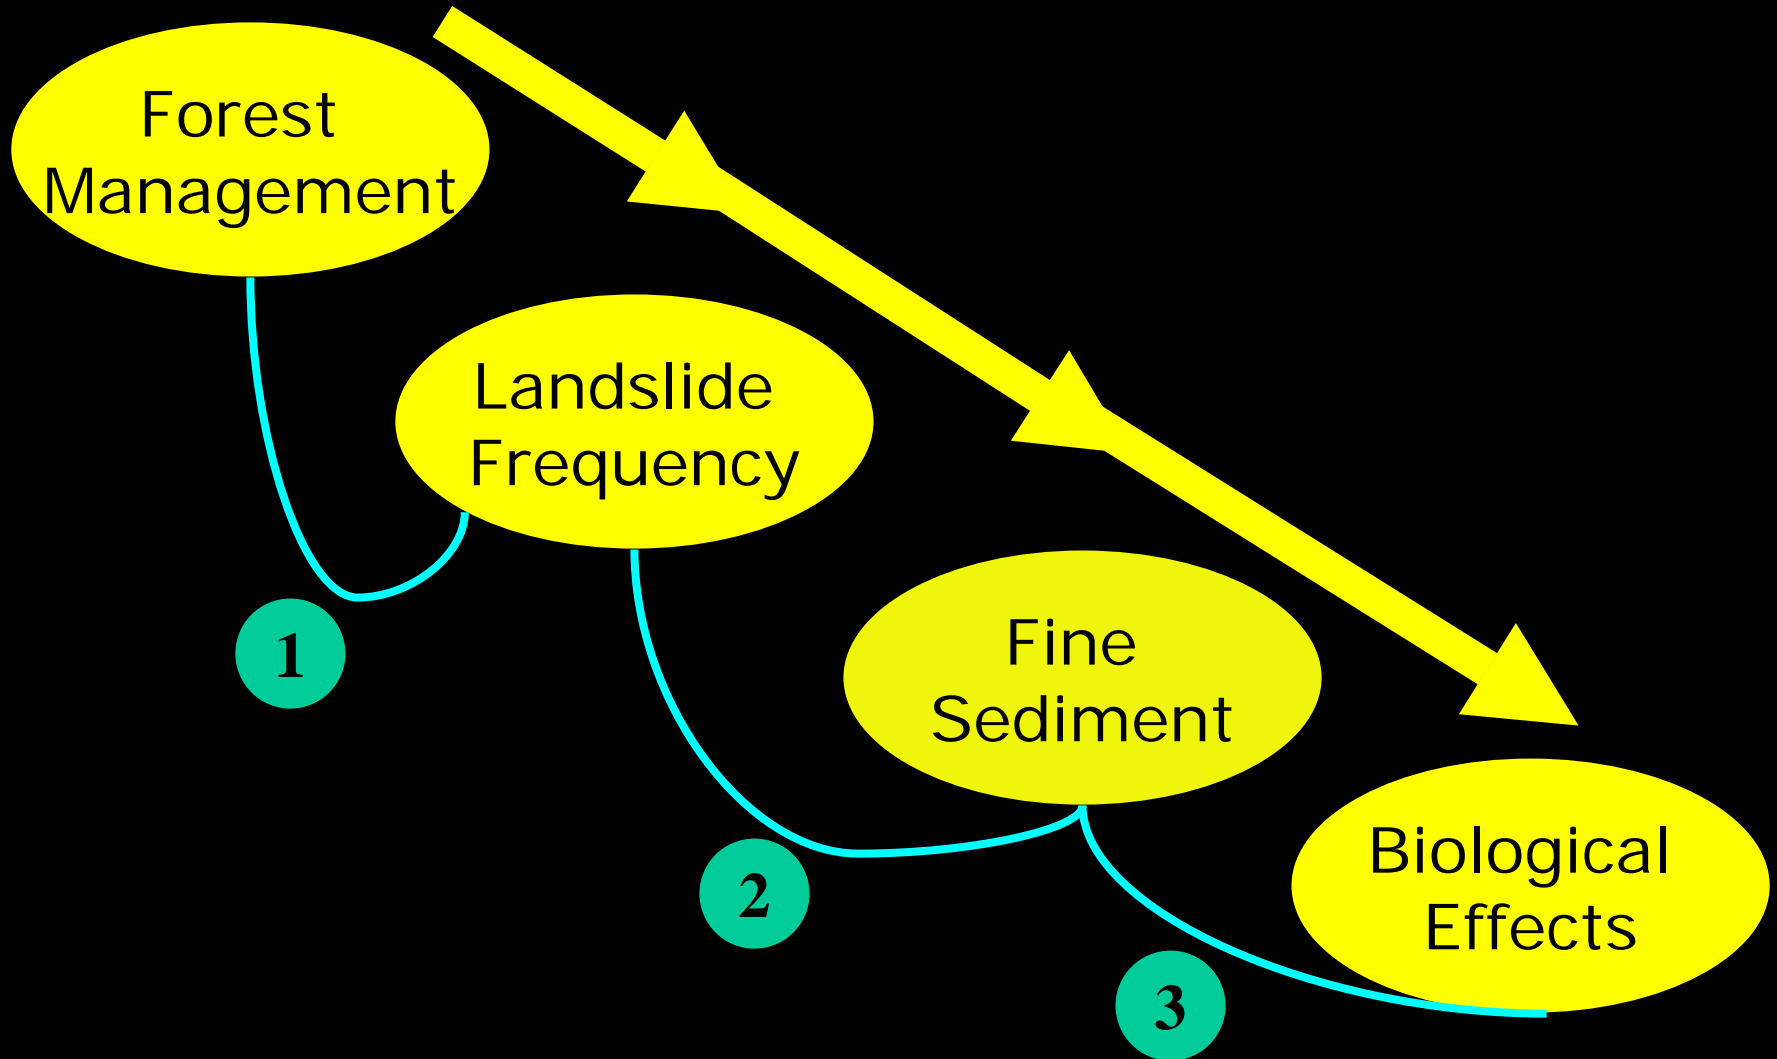 Forest
Management
Landslide
Frequency
1
Fine
Sediment
2
Biological
Effects
3